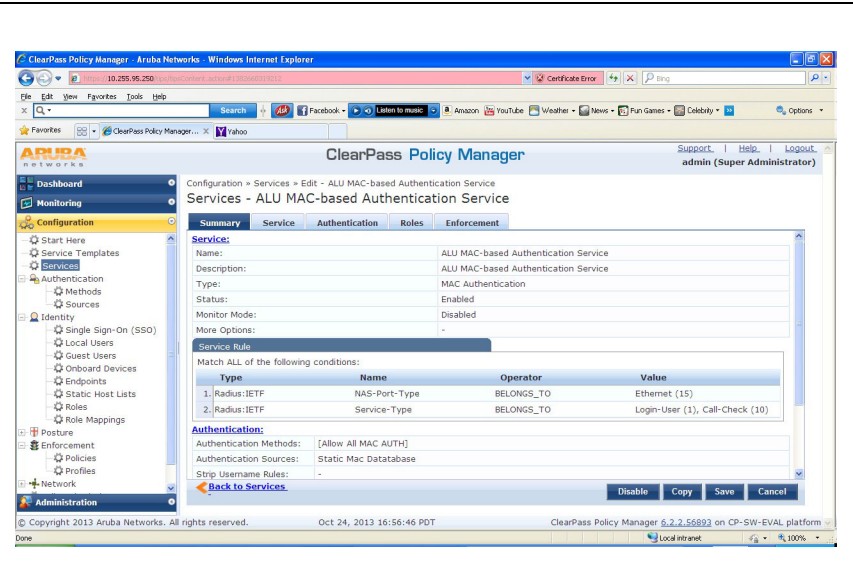 ClearPass Policy Manager - Aruba Networks - Windows Internet Explorer
10.255.95.250
Certificate Error
Bing
File Edit View Favorites Tools Help
Search
Facebook
Listen to music
Amazon
YouTube
Weather
News
Fun Games
Celebrity
Options
Favorites
ClearPass Policy Manager...
Yahoo
ARUBA
networks
ClearPass Policy Manager
Support | Help | Logout
admin (Super Administrator)
Dashboard
Monitoring
Configuration
Start Here
Service Templates
Services
Authentication
Methods
Sources
Identity
Single Sign-On (SSO)
Local Users
Guest Users
Onboard Devices
Endpoints
Static Host Lists
Roles
Role Mappings
Posture
Enforcement
Policies
Profiles
Network
Administration
Configuration » Services » Edit - ALU MAC-based Authentication Service
Services - ALU MAC-based Authentication Service
Summary Service Authentication Roles Enforcement
Service:
Name: ALU MAC-based Authentication Service
Description: ALU MAC-based Authentication Service
Type: MAC Authentication
Status: Enabled
Monitor Mode: Disabled
More Options: -
Service Rule
Match ALL of the following conditions:
Type Name Operator Value
1. Radius:IETF NAS-Port-Type BELONGS_TO Ethernet (15)
2. Radius:IETF Service-Type BELONGS_TO Login-User (1), Call-Check (10)
Authentication:
Authentication Methods: [Allow All MAC AUTH]
Authentication Sources: Static Mac Datatabase
Strip Username Rules: -
Back to Services
Disable Copy Save Cancel
© Copyright 2013 Aruba Networks. All rights reserved. Oct 24, 2013 16:56:46 PDT ClearPass Policy Manager 6.2.2.56893 on CP-SW-EVAL platform
Done
Local intranet
100%